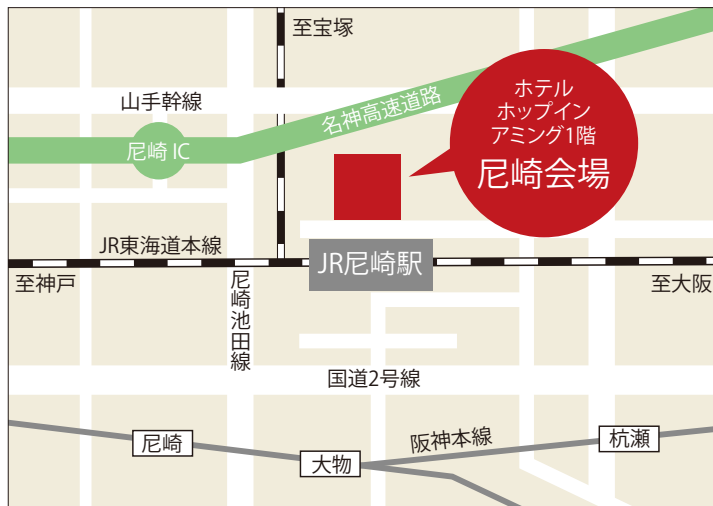 至宝塚
山手幹線
名神高速道路
尼崎 IC
ホテル
ホップイン
アミング1階
尼崎会場
JR東海道本線
JR尼崎駅
至神戸
至大阪
尼崎池田線
国道2号線
尼崎
大物
阪神本線
杭瀬